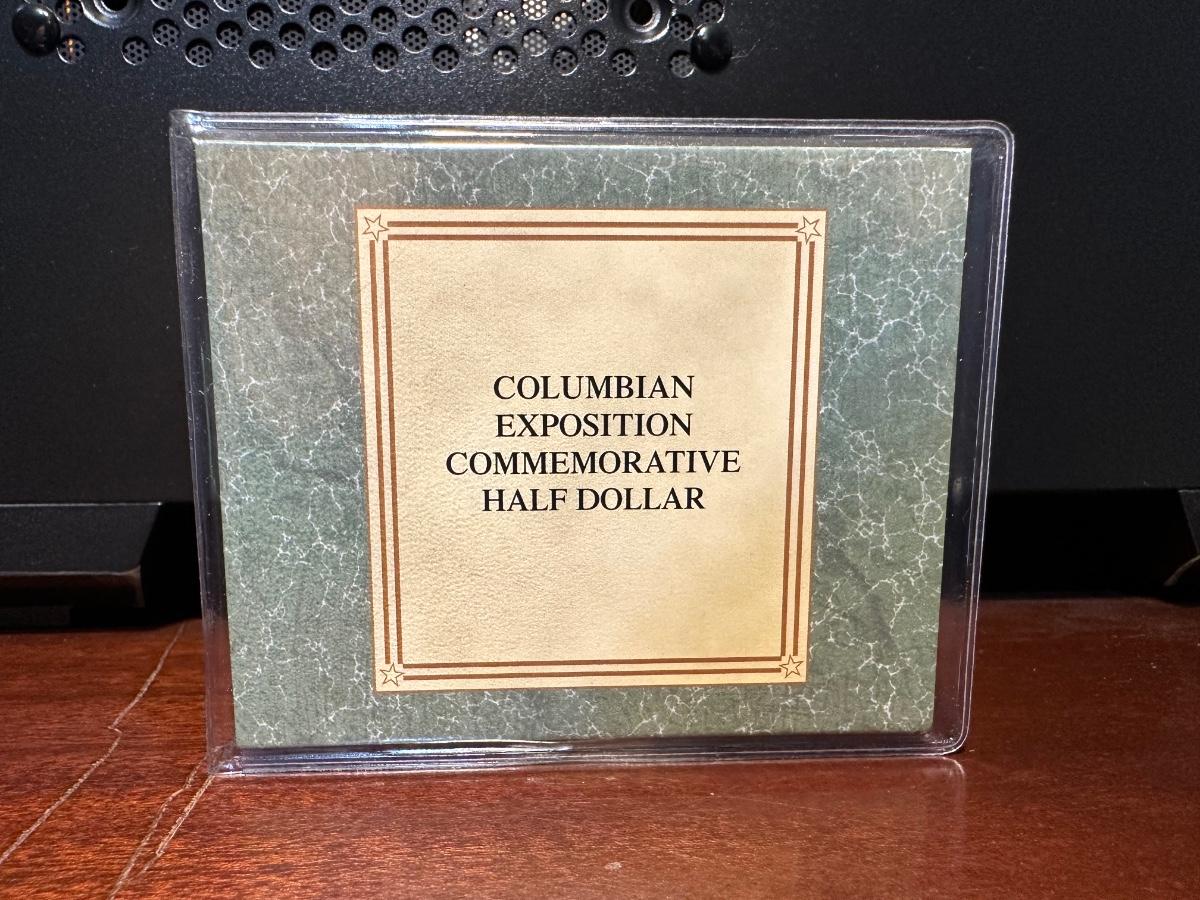 COLUMBIAN
EXPOSITION
COMMEMORATIVE
HALF DOLLAR